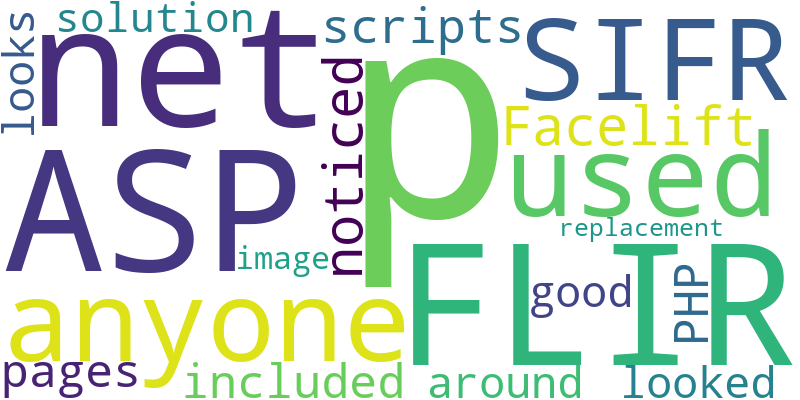 solution
scripts
looks
net
p
SIFR
noticed
Facelift
ASP
used
replacement
image
FLIR
anyone
good
PHP
pages
included
around
looked